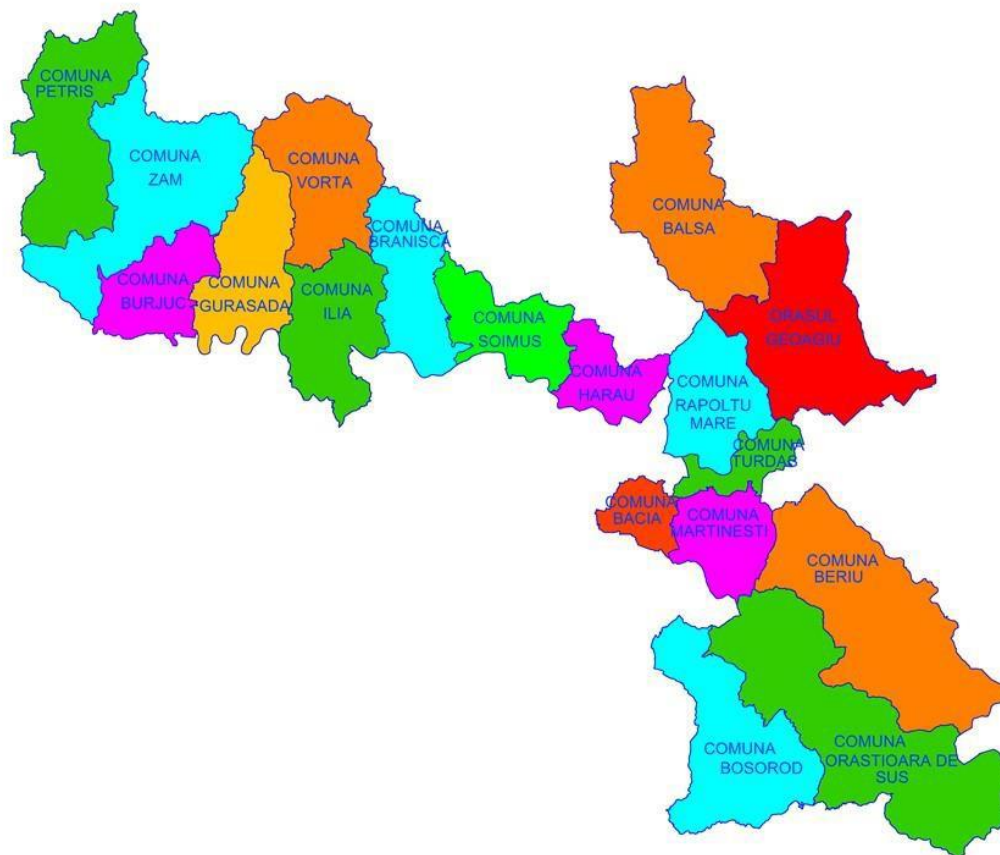 COMUNA
PETRIS
COMUNA
ZAM
COMUNA
VORTA
COMUNA
BRANISCA
COMUNA
BURJUC
COMUNA
GURASADA
COMUNA
ILIA
COMUNA
SOIMUS
COMUNA
HARAU
COMUNA
BALSA
ORASUL
GEOAGIU
COMUNA
RAPOLTU
MARE
COMUNA
TURDAS
COMUNA
BACIA
COMUNA
MARTINESTI
COMUNA
BERIU
COMUNA
BOSOROD
COMUNA
ORASTIOARA DE
SUS